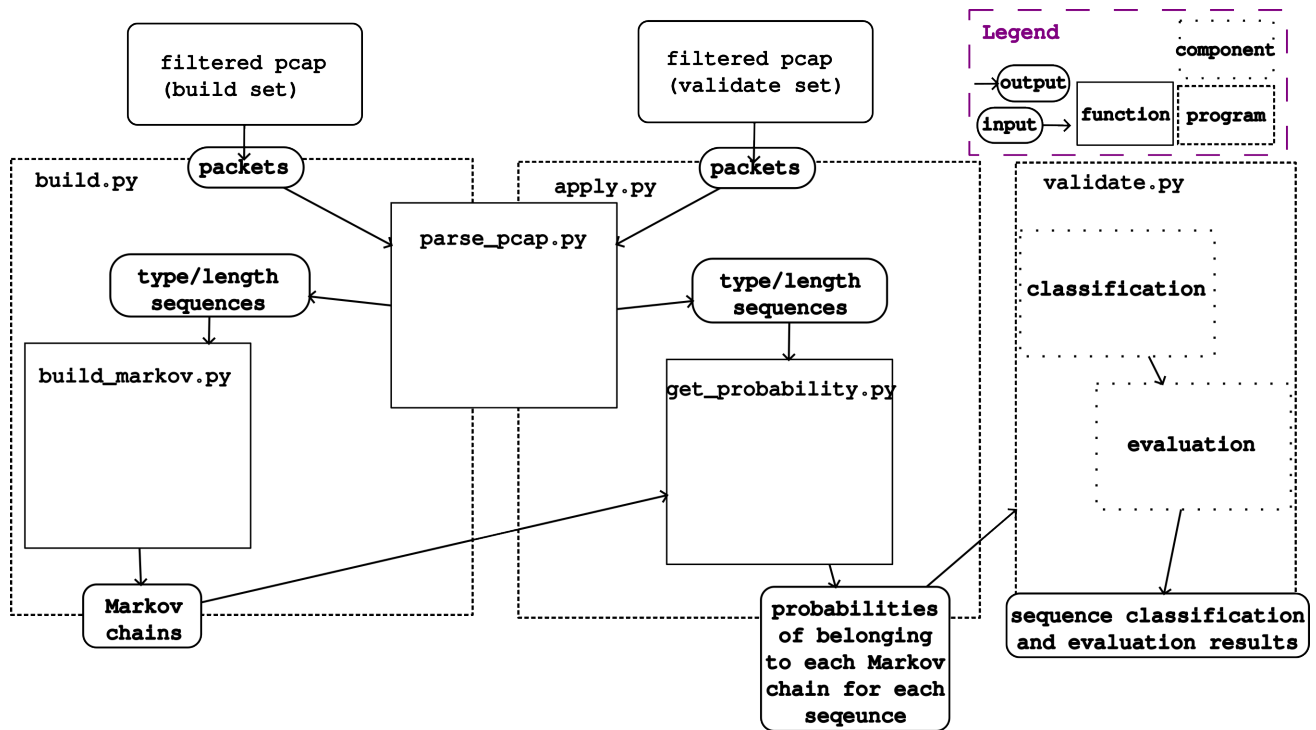 filtered pcap
(build set)
filtered pcap
(validate set)
Legend
component
output
input
function
program
packets
packets
build.py
apply.py
validate.py
parse_pcap.py
type/length
sequences
type/length
sequences
classification
build_markov.py
get_probability.py
evaluation
Markov
chains
probabilities
of belonging
to each Markov
chain for each
seqeunce
sequence classification
and evaluation results